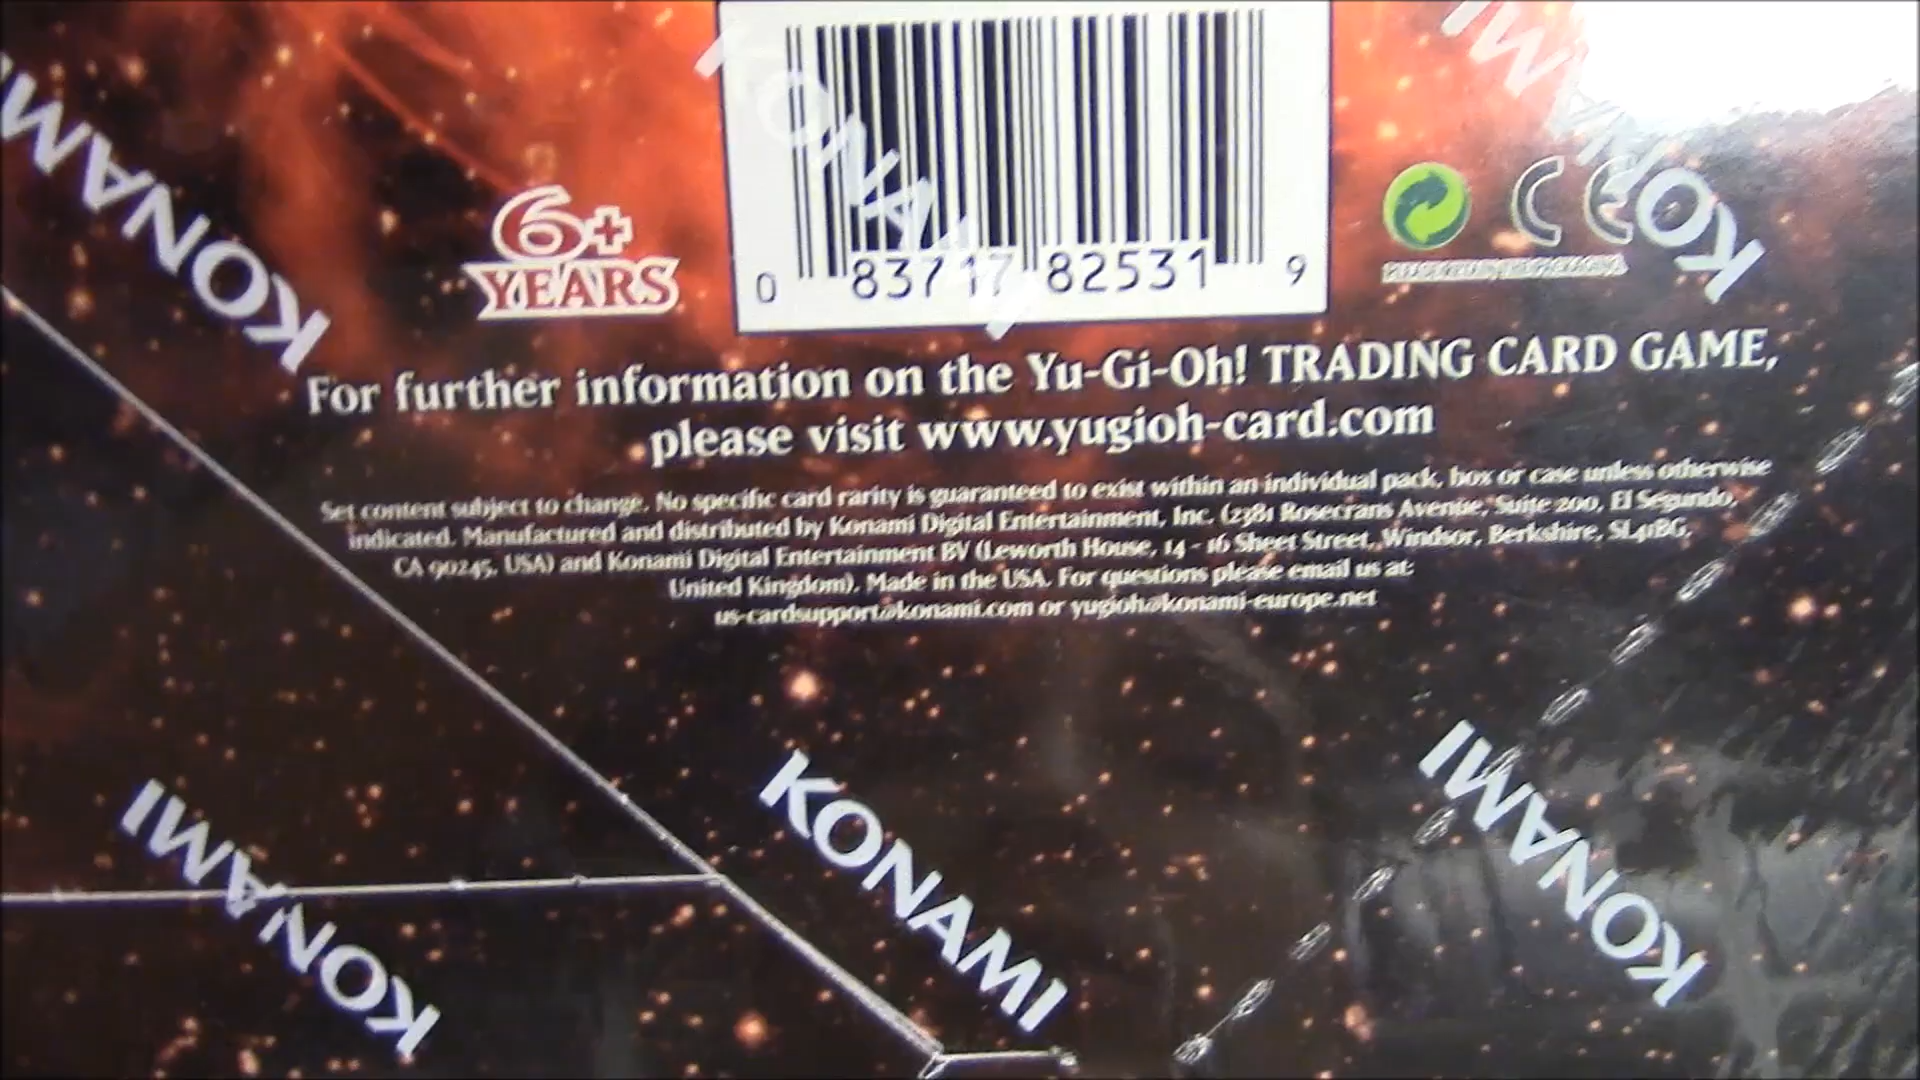 KONAMI
KONAMI
KONAMI
6+
YEARS
0 83717 82531 9
CE
For further information on the Yu-Gi-Oh! TRADING CARD GAME,
please visit www.yugioh-card.com
Set content subject to change. No specific card rarity is guaranteed to exist within an individual pack, box or case unless otherwise
indicated. Manufactured and distributed by Konami Digital Entertainment, Inc. (2381 Rosecrans Avenue, Suite 200, El Segundo,
CA 90245, USA) and Konami Digital Entertainment BV (Leworth House, 14 - 16 Sheet Street, Windsor, Berkshire, SL41BG,
United Kingdom). Made in the USA. For questions please email us at:
us-cardsupport@konami.com or yugioh@konami-europe.net
KONAMI
KONAMI
KONAMI